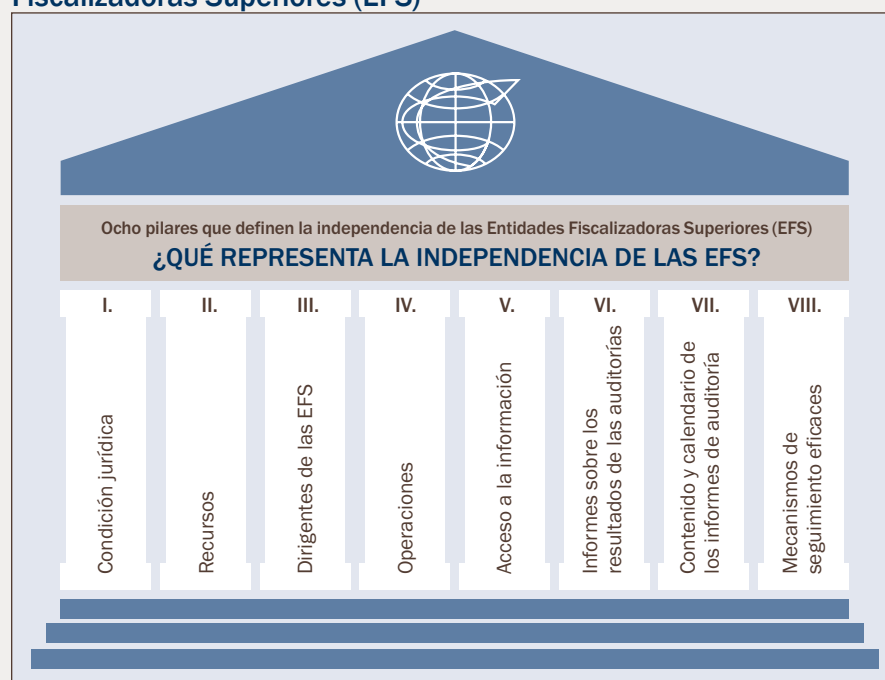 Fiscalizadoras Superiores (EFS)
Ocho pilares que definen la independencia de las Entidades Fiscalizadoras Superiores (EFS)
¿QUÉ REPRESENTA LA INDEPENDENCIA DE LAS EFS?
I.
II.
III.
IV.
V.
VI.
VII.
VIII.
Condición jurídica
Recursos
Dirigentes de las EFS
Operaciones
Acceso a la información
Informes sobre los
resultados de las auditorías
Contenido y calendario de
los informes de auditoría
Mecanismos de
seguimiento eficaces